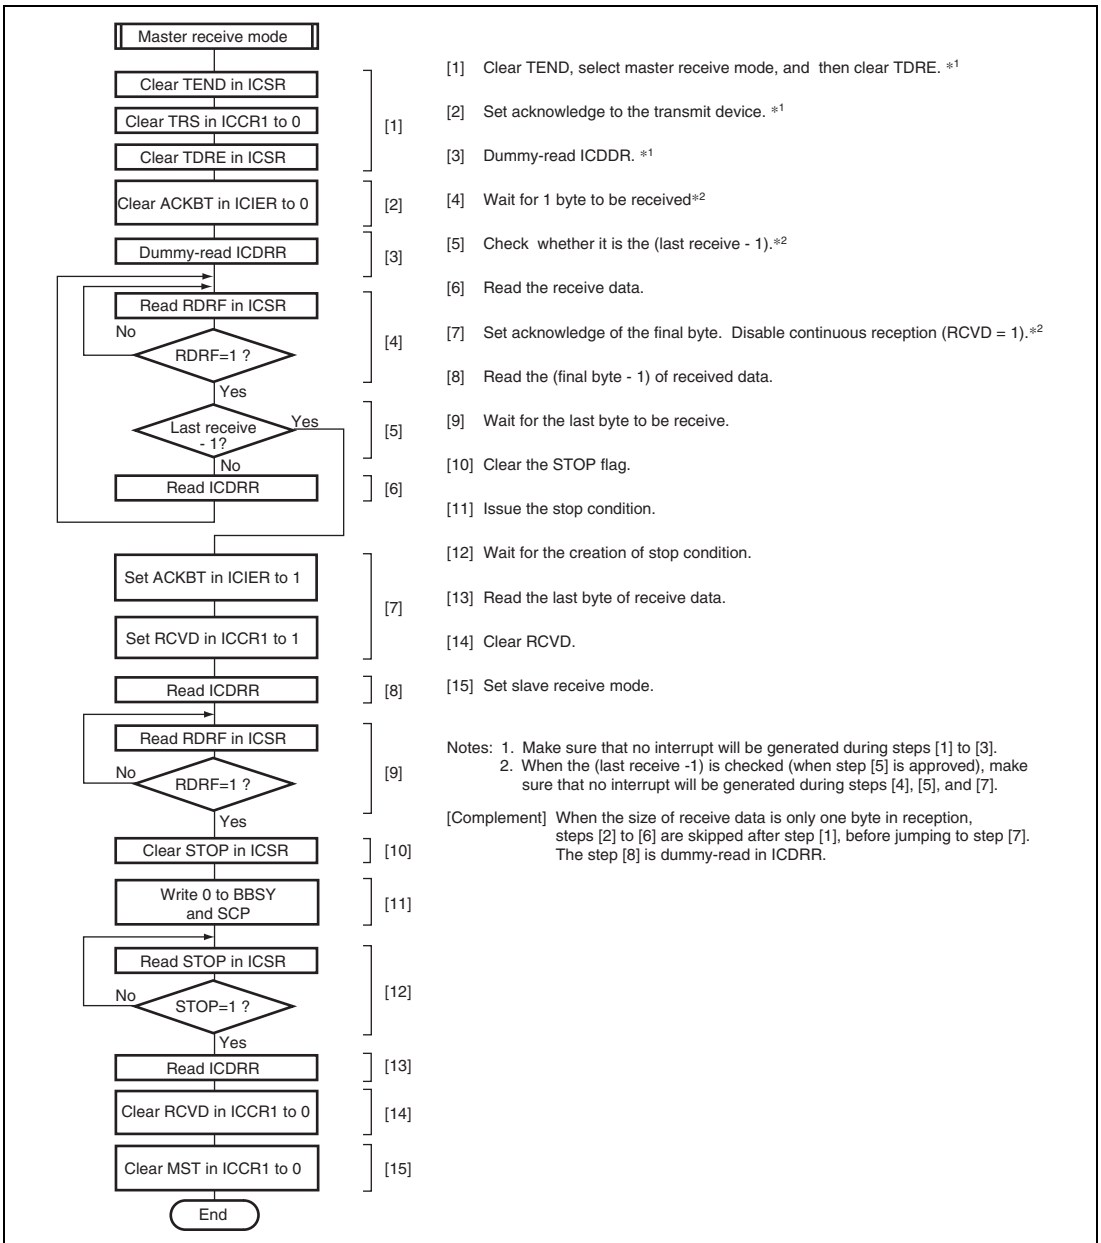 Master receive mode
Clear TEND in ICSR
Clear TRS in ICCR1 to 0
[1]
Clear TDRE in ICSR
Clear ACKBT in ICIER to 0
[2]
Dummy-read ICDRR
[3]
Read RDRF in ICSR
No
RDRF=1 ?
[4]
Yes
Last receive
- 1?
Yes
[5]
No
Read ICDRR
[6]
Set ACKBT in ICIER to 1
[7]
Set RCVD in ICCR1 to 1
Read ICDRR
[8]
Read RDRF in ICSR
No
RDRF=1 ?
[9]
Yes
Clear STOP in ICSR
[10]
Write 0 to BBSY
and SCP
[11]
Read STOP in ICSR
No
STOP=1 ?
[12]
Yes
Read ICDRR
[13]
Clear RCVD in ICCR1 to 0
[14]
Clear MST in ICCR1 to 0
[15]
End
[1] Clear TEND, select master receive mode, and then clear TDRE. *1
[2] Set acknowledge to the transmit device. *1
[3] Dummy-read ICDDR. *1
[4] Wait for 1 byte to be received*2
[5] Check whether it is the (last receive - 1).*2
[6] Read the receive data.
[7] Set acknowledge of the final byte. Disable continuous reception (RCVD = 1).*2
[8] Read the (final byte - 1) of received data.
[9] Wait for the last byte to be receive.
[10] Clear the STOP flag.
[11] Issue the stop condition.
[12] Wait for the creation of stop condition.
[13] Read the last byte of receive data.
[14] Clear RCVD.
[15] Set slave receive mode.
Notes: 1. Make sure that no interrupt will be generated during steps [1] to [3].
2. When the (last receive -1) is checked (when step [5] is approved), make
sure that no interrupt will be generated during steps [4], [5], and [7].
[Complement] When the size of receive data is only one byte in reception,
steps [2] to [6] are skipped after step [1], before jumping to step [7].
The step [8] is dummy-read in ICDRR.